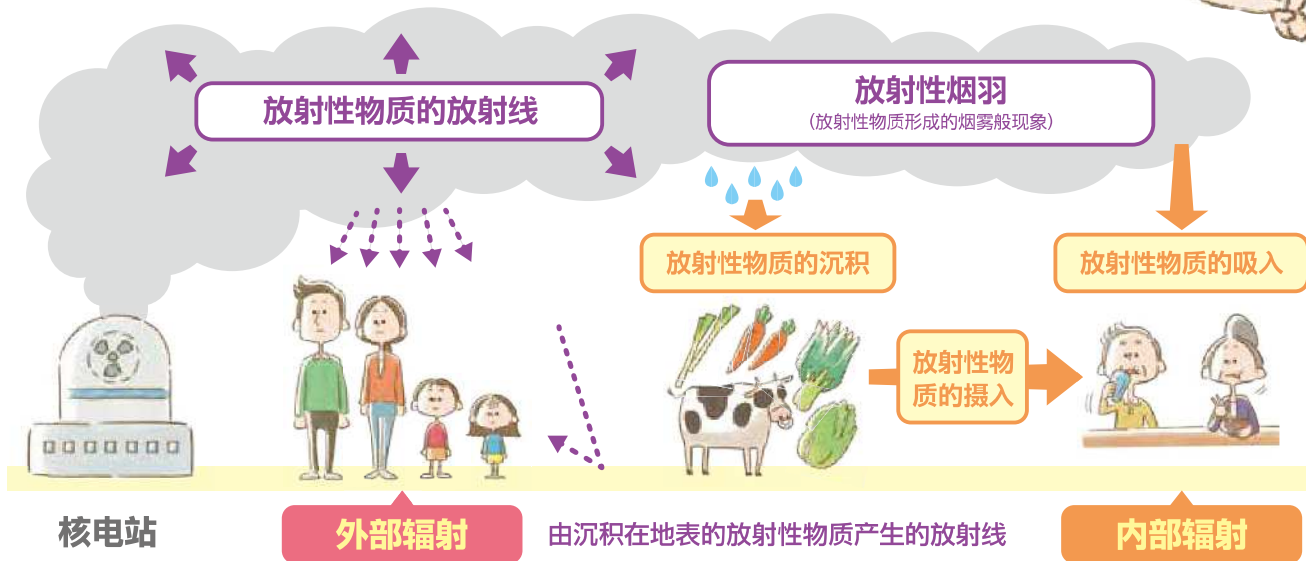 放射性物质的放射线
放射性烟羽
（放射性物质形成的烟雾般现象）
放射性物质的沉积
放射性物质的吸入
放射性物
质的摄入
核电站
外部辐射
由沉积在地表的放射性物质产生的放射线
内部辐射